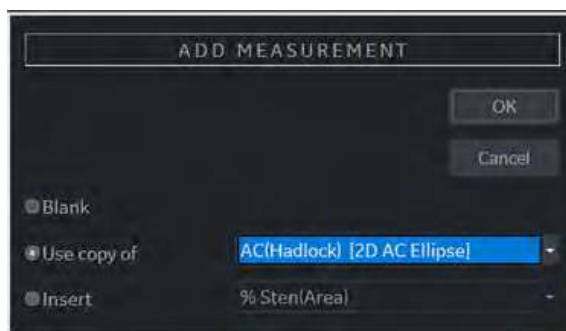 ADD MEASUREMENT
OK
Cancel
Blank
Use copy of AC(Hadlock) [2D AC Ellipse]
Insert % Sten(Area)